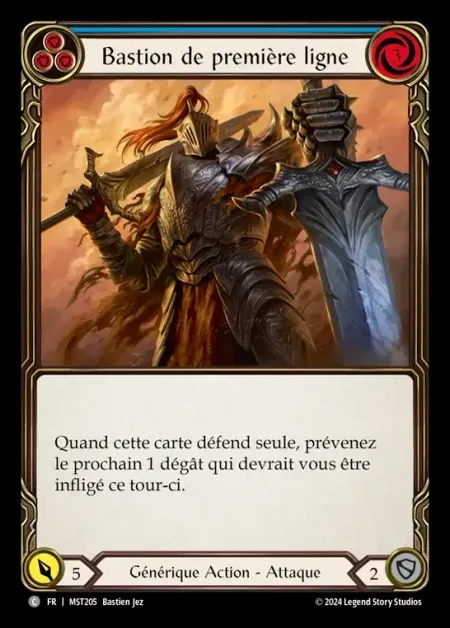 Bastion de première ligne
3
Quand cette carte défend seule, prévenez
le prochain 1 dégât qui devrait vous être
infligé ce tour-ci.
5
Générique Action - Attaque
2
C FR | MST205 Bastien Jez
© 2024 Legend Story Studios